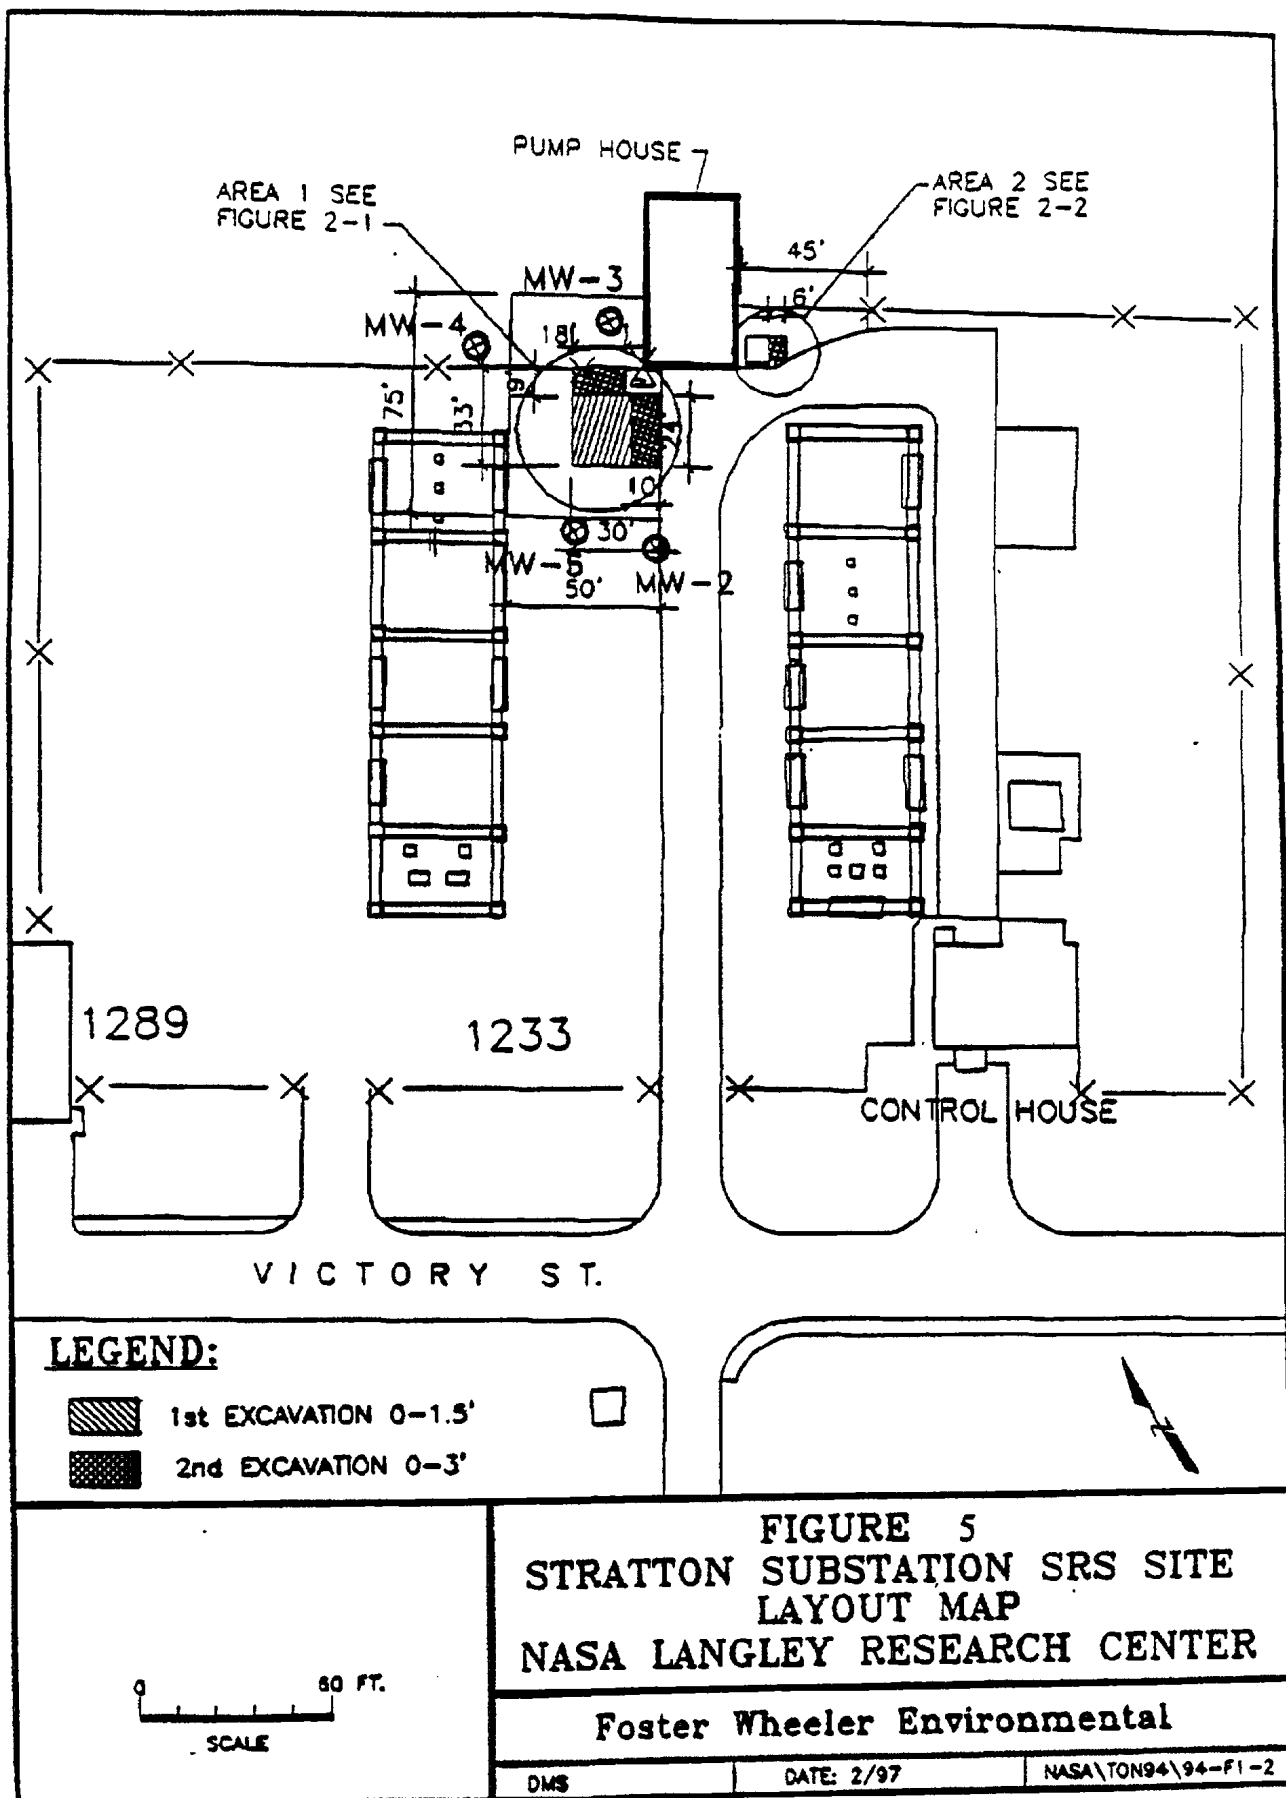 PUMP HOUSE
AREA 1 SEE
FIGURE 2-1
AREA 2 SEE
FIGURE 2-2
45'
MW-3
6'
MW-4
18'
9'
75'
33'
24'
10
30'
MW-5
MW-2
50'
1289
1233
CONTROL HOUSE
VICTORY ST.
LEGEND:
1st EXCAVATION 0-1.5'
2nd EXCAVATION 0-3'
N
FIGURE 5
STRATTON SUBSTATION SRS SITE
LAYOUT MAP
NASA LANGLEY RESEARCH CENTER
0 60 FT.
SCALE
Foster Wheeler Environmental
DMS
DATE: 2/97
NASA\TON94\94-F1-2